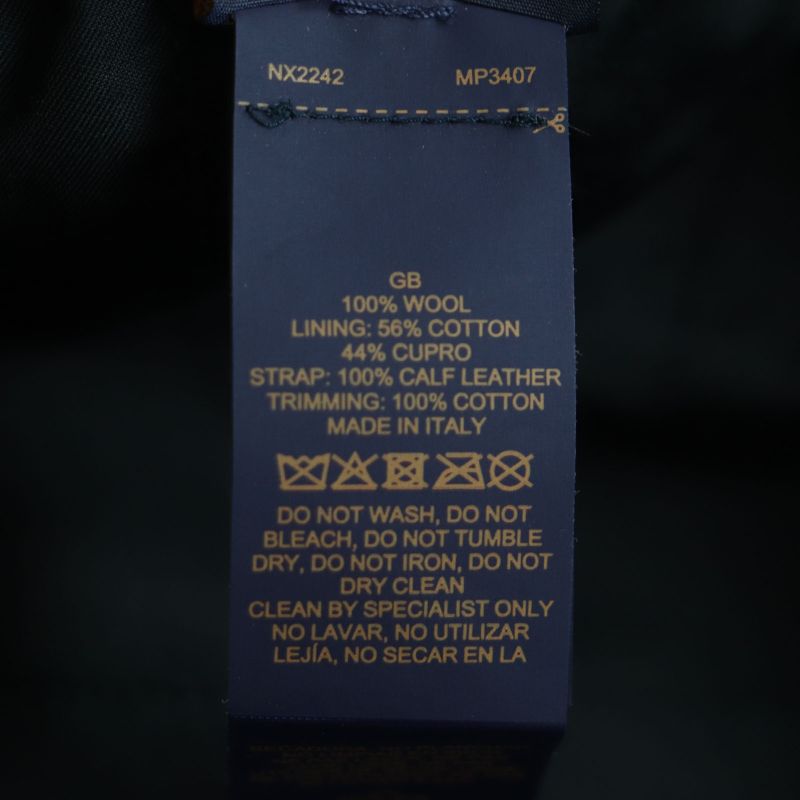 NX2242 MP3407
GB
100% WOOL
LINING: 56% COTTON
44% CUPRO
STRAP: 100% CALF LEATHER
TRIMMING: 100% COTTON
MADE IN ITALY
DO NOT WASH, DO NOT
BLEACH, DO NOT TUMBLE
DRY, DO NOT IRON, DO NOT
DRY CLEAN
CLEAN BY SPECIALIST ONLY
NO LAVAR, NO UTILIZAR
LEJÍA, NO SECAR EN LA